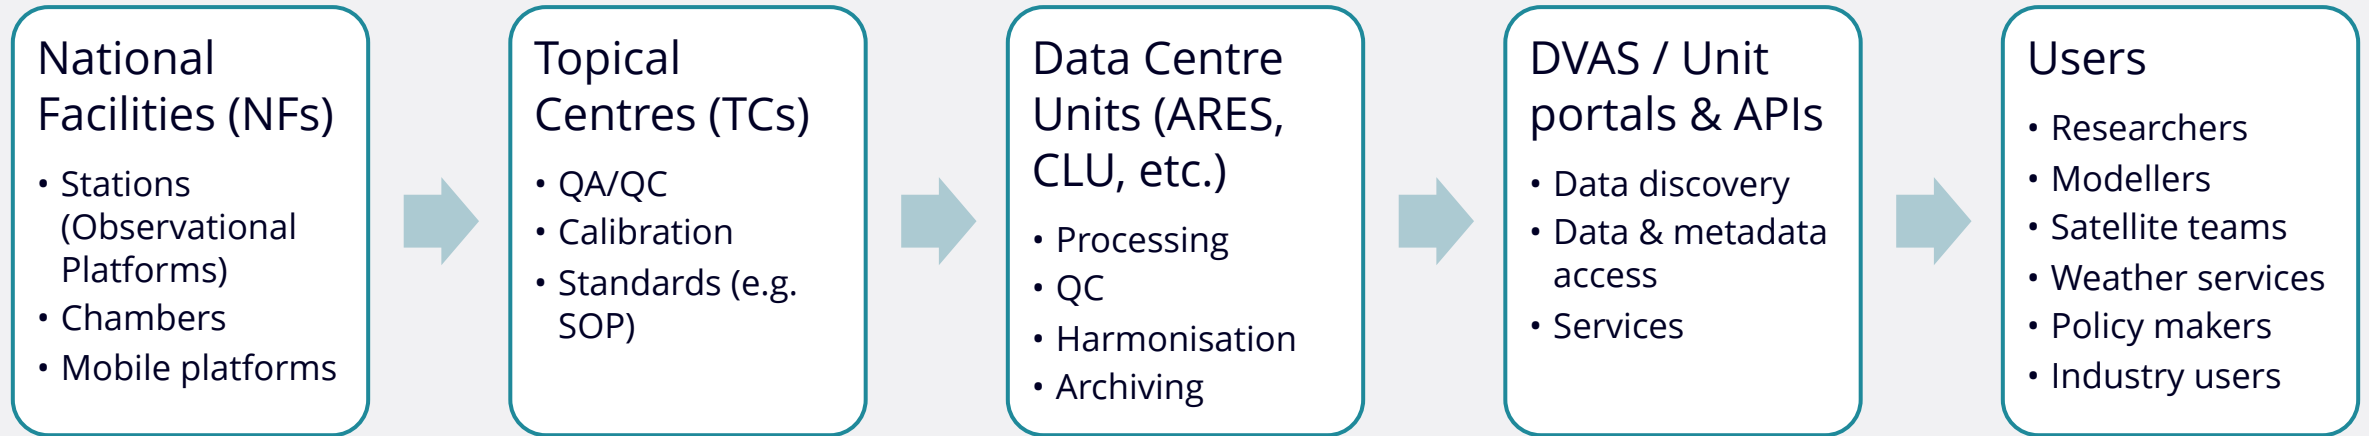 National
Facilities (NFs)
• Stations
(Observational
Platforms)
• Chambers
• Mobile platforms
Topical
Centres (TCs)
• QA/QC
• Calibration
• Standards (e.g.
SOP)
Data Centre
Units (ARES,
CLU, etc.)
• Processing
• QC
• Harmonisation
• Archiving
DVAS / Unit
portals & APIs
• Data discovery
• Data & metadata
access
• Services
Users
• Researchers
• Modellers
• Satellite teams
• Weather services
• Policy makers
• Industry users